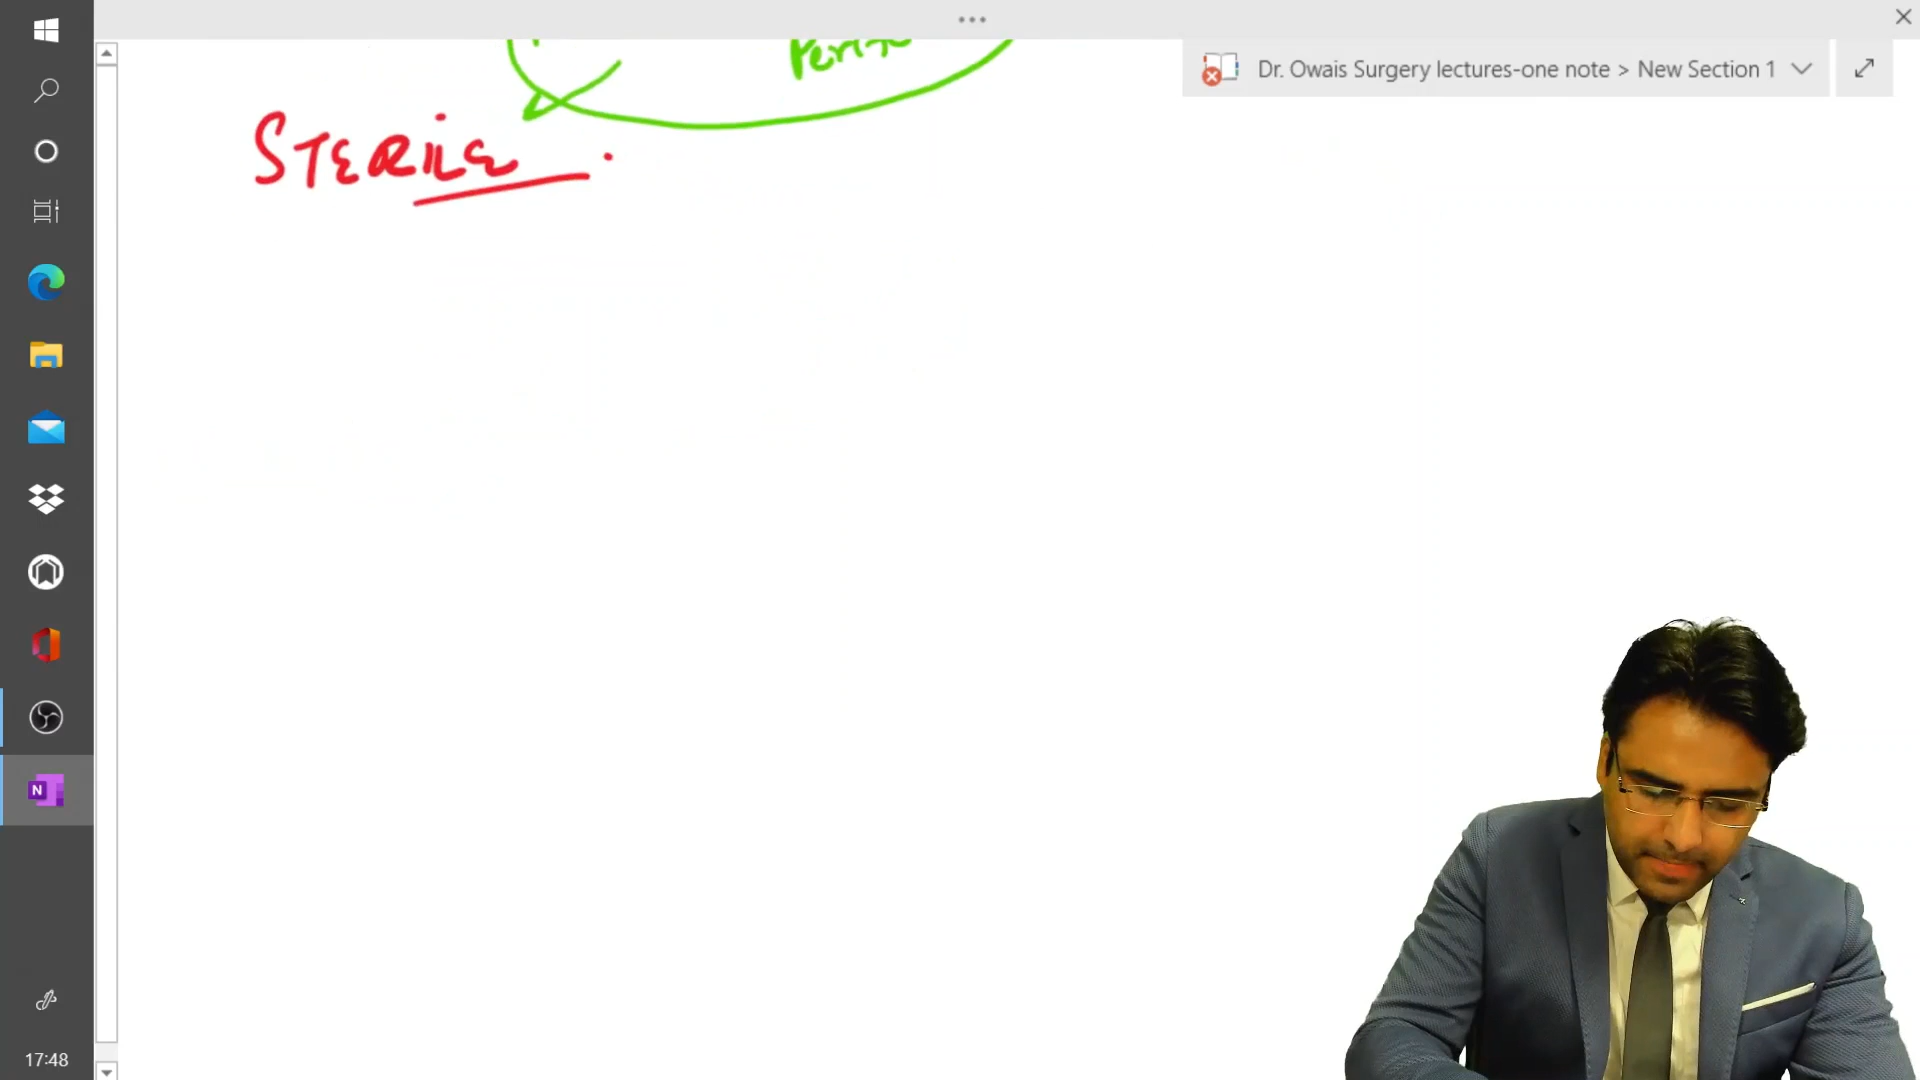 Dr. Owais Surgery lectures-one note > New Section 1
STERILE
N
17:48